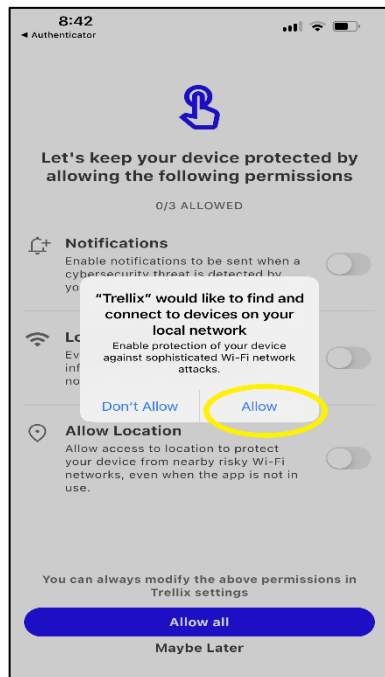 8:42
◀ Authenticator
Let's keep your device protected by
allowing the following permissions
0/3 ALLOWED
Notifications
Enable notifications to be sent when a
cybersecurity threat is detected by
"Trellix" would like to find and
connect to devices on your
local network
Enable protection of your device
against sophisticated Wi-Fi network
attacks.
Don't Allow
Allow
Allow Location
Allow access to location to protect
your device from nearby risky Wi-Fi
networks, even when the app is not in
use.
You can always modify the above permissions in
Trellix settings
Allow all
Maybe Later